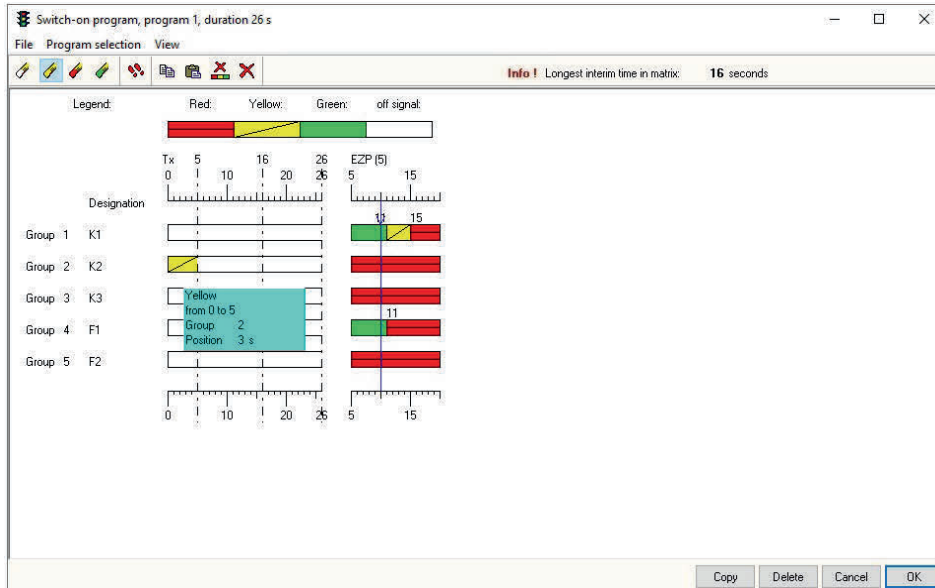 Switch-on program, program 1, duration 26 s
File Program selection View
Info ! Longest interim time in matrix: 16 seconds
Legend: Red: Yellow: Green: off signal:
Tx 5 16 26 EZP (5)
0 10 20 26 5 15
Designation
11 15
Group 1 K1
Group 2 K2
Group 3 K3
Yellow
from 0 to 5
11
Group 4 F1
Group 2
Position 3 s
Group 5 F2
0 10 20 26 5 15
Copy Delete Cancel OK